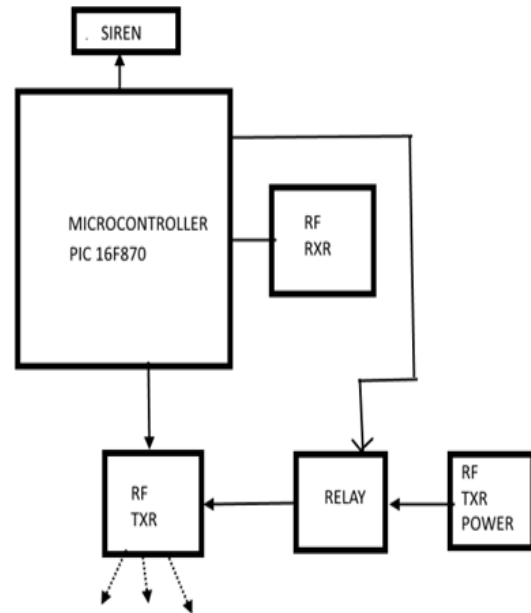 SIREN
MICROCONTROLLER
PIC 16F870
RF
RXR
RF
TXR
RELAY
RF
TXR
POWER